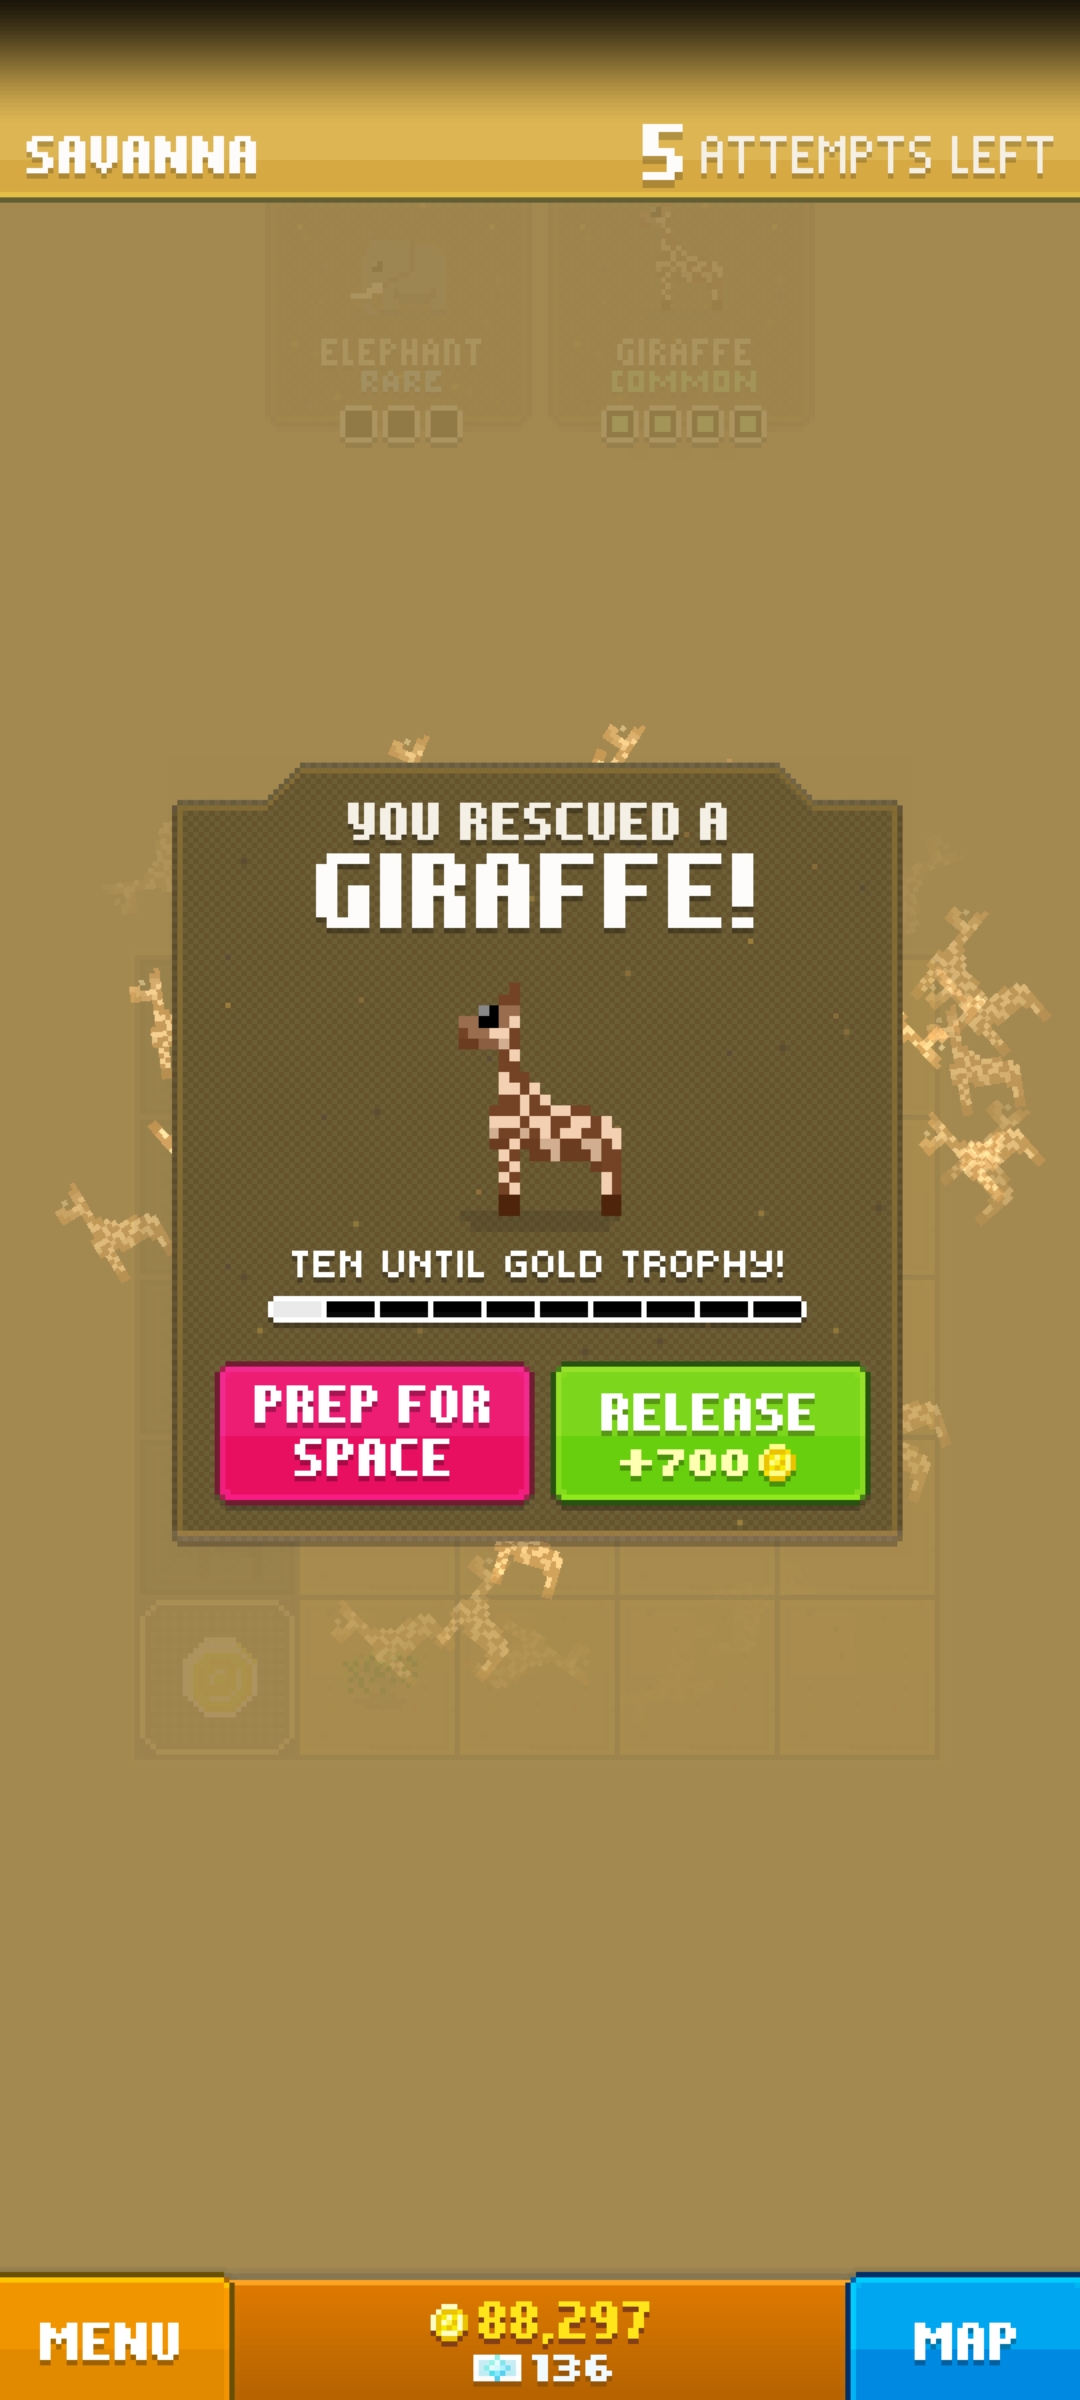 SAVANNA
5 ATTEMPTS LEFT
ELEPHANT
RARE
GIRAFFE
COMMON
YOU RESCUED A
GIRAFFE!
TEN UNTIL GOLD TROPHY!
PREP FOR
SPACE
RELEASE
+700
MENU
88,297
136
MAP